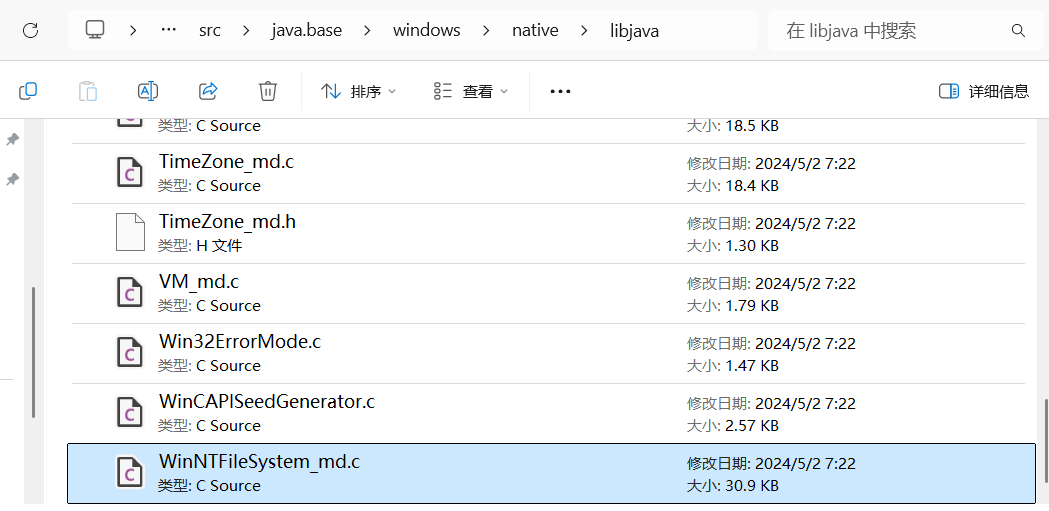 … src java.base windows native libjava
在 libjava 中搜索
排序 查看 ••• 详细信息
类型: C Source 大小: 18.5 KB
TimeZone_md.c 修改日期: 2024/5/2 7:22
类型: C Source 大小: 18.4 KB
TimeZone_md.h 修改日期: 2024/5/2 7:22
类型: H 文件 大小: 1.30 KB
VM_md.c 修改日期: 2024/5/2 7:22
类型: C Source 大小: 1.79 KB
Win32ErrorMode.c 修改日期: 2024/5/2 7:22
类型: C Source 大小: 1.47 KB
WinCAPISeedGenerator.c 修改日期: 2024/5/2 7:22
类型: C Source 大小: 2.57 KB
WinNTFileSystem_md.c 修改日期: 2024/5/2 7:22
类型: C Source 大小: 30.9 KB